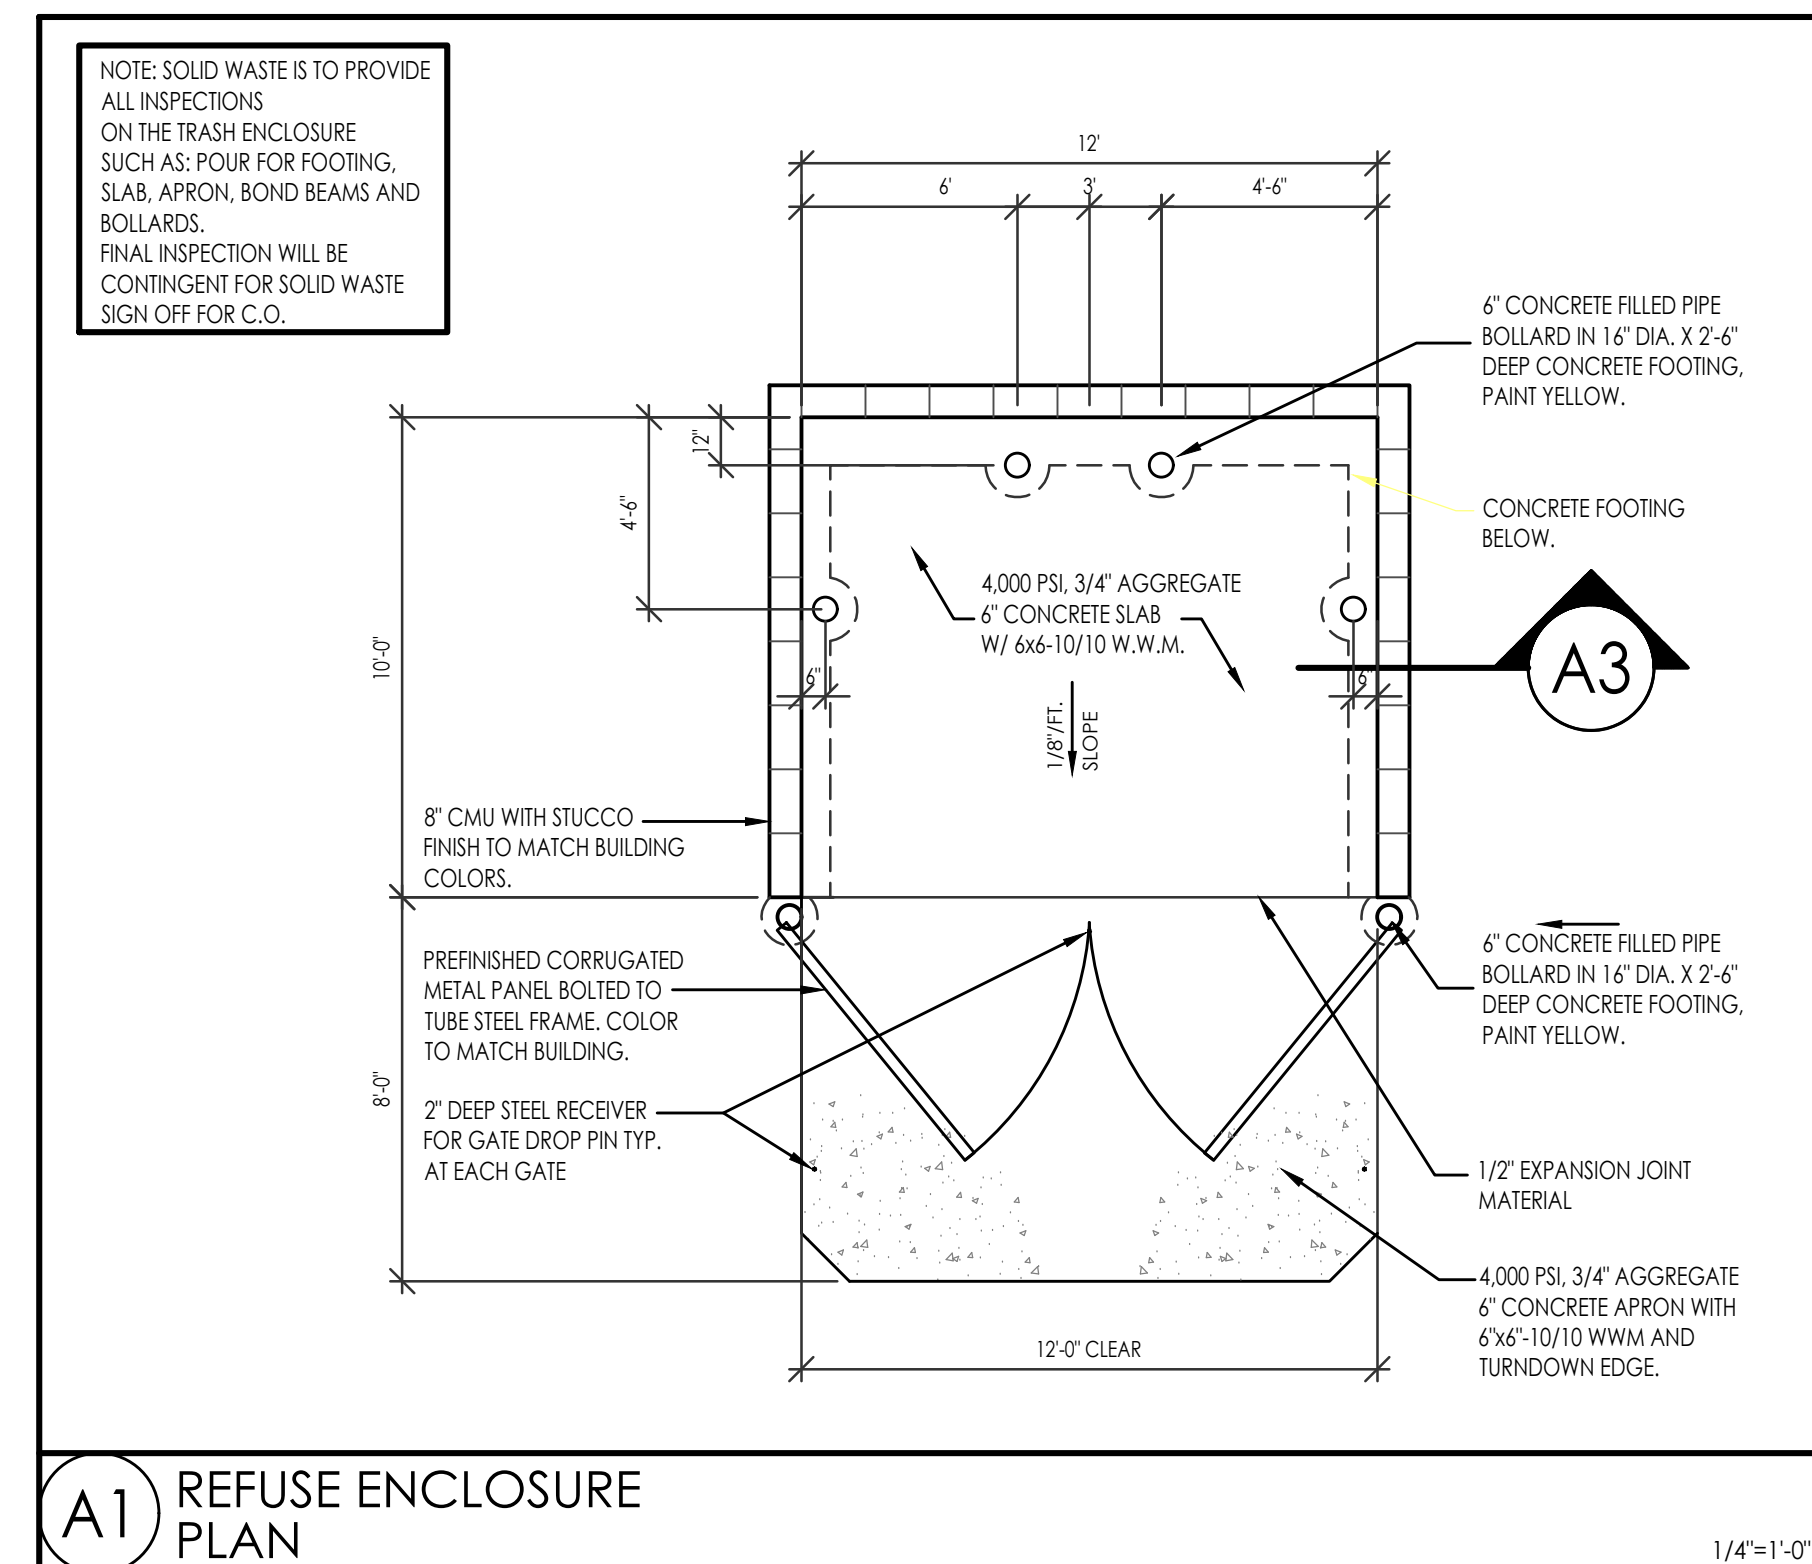 NOTE: SOLID WASTE IS TO PROVIDE
ALL INSPECTIONS
ON THE TRASH ENCLOSURE
SUCH AS: POUR FOR FOOTING,
SLAB, APRON, BOND BEAMS AND
BOLLARDS.
FINAL INSPECTION WILL BE
CONTINGENT FOR SOLID WASTE
SIGN OFF FOR C.O.
12'
6'
3'
4'-6"
6" CONCRETE FILLED PIPE
BOLLARD IN 16" DIA. X 2'-6"
DEEP CONCRETE FOOTING,
PAINT YELLOW.
12"
4'-6"
10'-0"
CONCRETE FOOTING
BELOW.
4,000 PSI, 3/4" AGGREGATE
6" CONCRETE SLAB
W/ 6x6-10/10 W.W.M.
A3
6"
6"
1/8"/FT.
SLOPE
8" CMU WITH STUCCO
FINISH TO MATCH BUILDING
COLORS.
PREFINISHED CORRUGATED
METAL PANEL BOLTED TO
TUBE STEEL FRAME. COLOR
TO MATCH BUILDING.
6" CONCRETE FILLED PIPE
BOLLARD IN 16" DIA. X 2'-6"
DEEP CONCRETE FOOTING,
PAINT YELLOW.
8'-0"
2" DEEP STEEL RECEIVER
FOR GATE DROP PIN TYP.
AT EACH GATE
1/2" EXPANSION JOINT
MATERIAL
4,000 PSI, 3/4" AGGREGATE
6" CONCRETE APRON WITH
6"x6"-10/10 WWM AND
TURNDOWN EDGE.
12'-0" CLEAR
A1
REFUSE ENCLOSURE
PLAN
1/4"=1'-0"